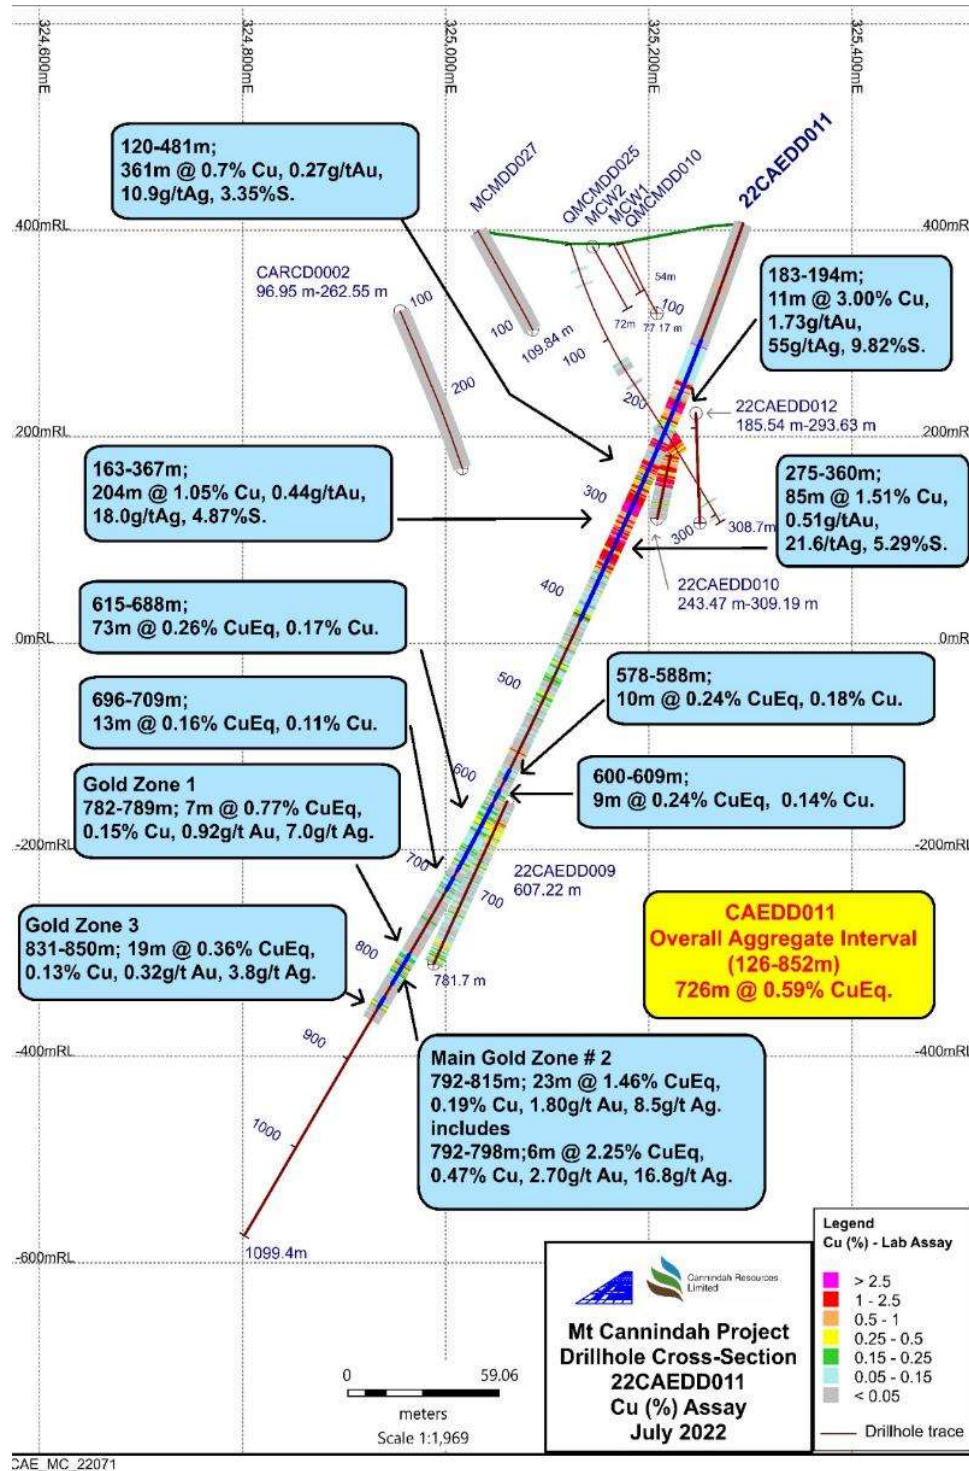 324,600mE
324,800mE
325,000mE
325,200mE
325,400mE
120-481m;
361m @ 0.7% Cu, 0.27g/tAu,
10.9g/tAg, 3.35%S.
MCMDD027
QMCMDD025
MCW2
MCW1
QMCMDD010
22CAEDD011
400mRL
400mR
CARCD0002
96.95 m-262.55 m
100
200
100
109.84 m
100
72m
54m
100
77.17 m
200
183-194m;
11m @ 3.00% Cu,
1.73g/tAu,
55g/tAg, 9.82%S.
22CAEDD012
185.54 m-293.63 m
200mRL
200mR
163-367m;
204m @ 1.05% Cu, 0.44g/tAu,
18.0g/tAg, 4.87%S.
300
300
308.7m
275-360m;
85m @ 1.51% Cu,
0.51g/tAu,
21.6/tAg, 5.29%S.
22CAEDD010
243.47 m-309.19 m
400
615-688m;
73m @ 0.26% CuEq, 0.17% Cu.
0mRL
0mR
500
578-588m;
10m @ 0.24% CuEq, 0.18% Cu.
696-709m;
13m @ 0.16% CuEq, 0.11% Cu.
600
600-609m;
9m @ 0.24% CuEq, 0.14% Cu.
Gold Zone 1
782-789m; 7m @ 0.77% CuEq,
0.15% Cu, 0.92g/t Au, 7.0g/t Ag.
-200mRL
-200mR
700
700
22CAEDD009
607.22 m
781.7 m
Gold Zone 3
831-850m; 19m @ 0.36% CuEq,
0.13% Cu, 0.32g/t Au, 3.8g/t Ag.
800
CAEDD011
Overall Aggregate Interval
(126-852m)
726m @ 0.59% CuEq.
900
-400mRL
-400mR
Main Gold Zone # 2
792-815m; 23m @ 1.46% CuEq,
0.19% Cu, 1.80g/t Au, 8.5g/t Ag.
includes
792-798m;6m @ 2.25% CuEq,
0.47% Cu, 2.70g/t Au, 16.8g/t Ag.
1000
1099.4m
-600mRL
Legend
Cu (%) - Lab Assay
> 2.5
1 - 2.5
0.5 - 1
0.25 - 0.5
0.15 - 0.25
0.05 - 0.15
< 0.05
Drillhole trace
Cannindah Resources
Limited
Mt Cannindah Project
Drillhole Cross-Section
22CAEDD011
Cu (%) Assay
July 2022
0
59.06
meters
Scale 1:1,969
CAE_MC_22071